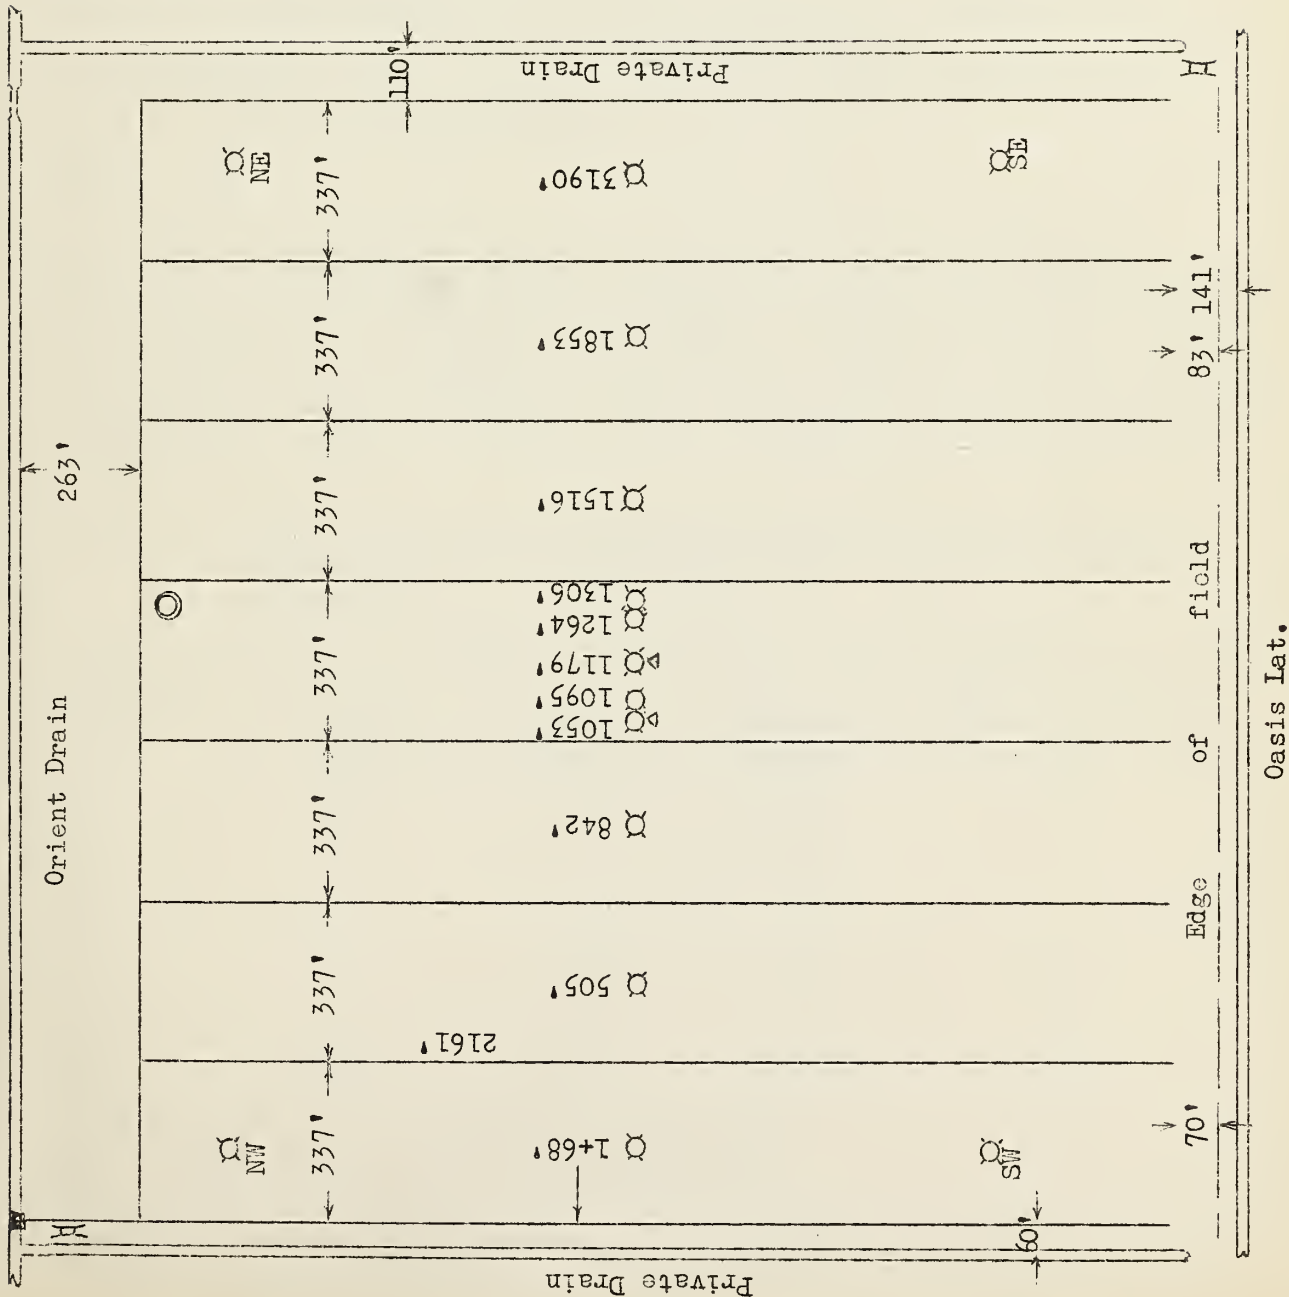 Orient Drain
263'
Private Drain
110'
Private Drain
60'
NW
NE
SW
SE
337'
337'
337'
337'
337'
337'
337'
2161'
1+68'
505'
842'
1053'
1095'
1179'
1264'
1306'
1516'
1853'
3190'
70'
83'
141'
Edge of field
Oasis Lat.